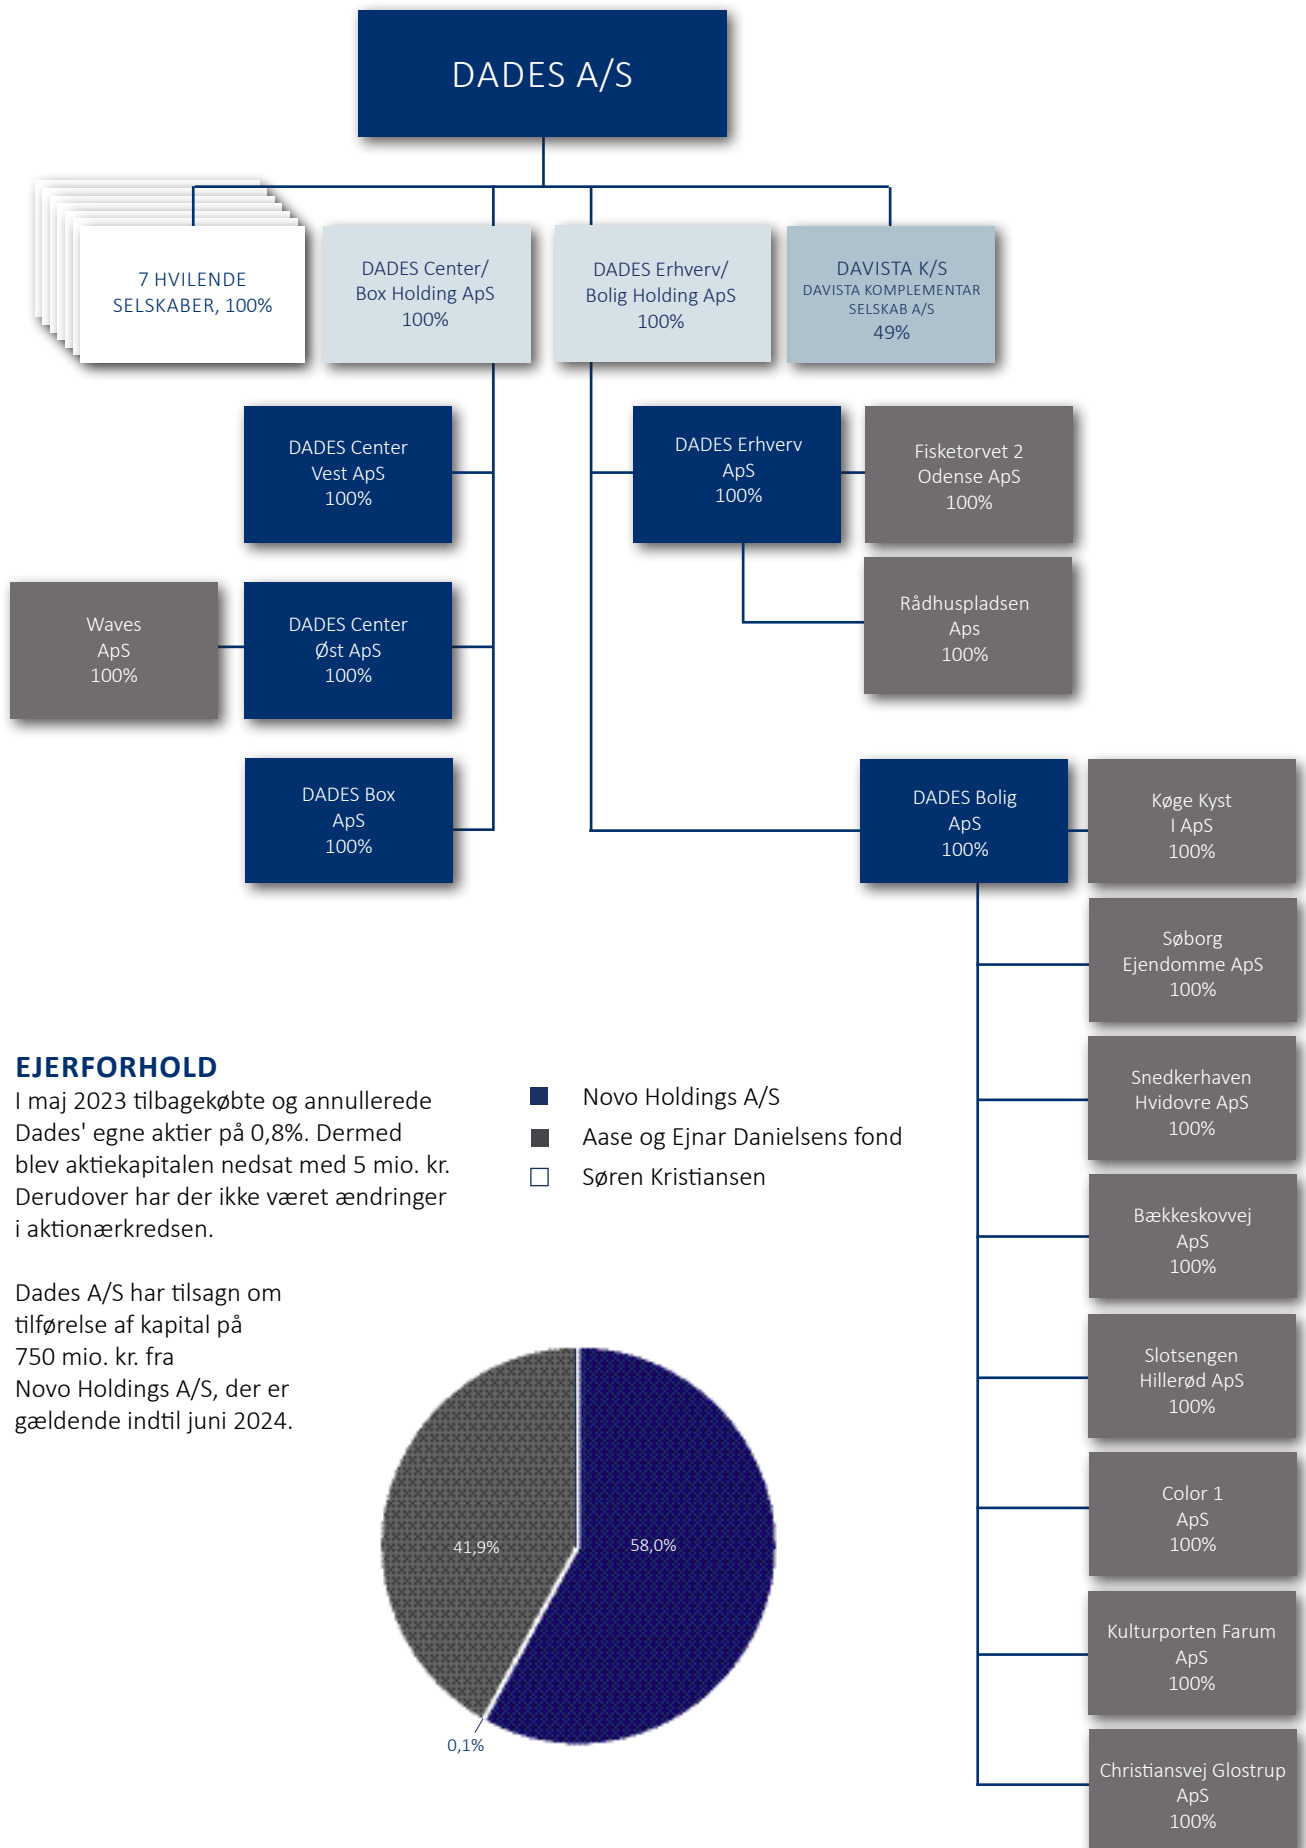 DADES A/S
7 HVILENDE
SELSKABER, 100%
DADES Center/
Box Holding ApS
100%
DADES Erhverv/
Bolig Holding ApS
100%
DAVISTA K/S
DAVISTA KOMPLEMENTAR
SELSKAB A/S
49%
DADES Center
Vest ApS
100%
DADES Erhverv
ApS
100%
Fisketorvet 2
Odense ApS
100%
Waves
ApS
100%
DADES Center
Øst ApS
100%
Rådhuspladsen
Aps
100%
DADES Box
ApS
100%
DADES Bolig
ApS
100%
Køge Kyst
I ApS
100%
Søborg
Ejendomme ApS
100%
Snedkerhaven
Hvidovre ApS
100%
Bækkeskovvej
ApS
100%
Slotsengen
Hillerød ApS
100%
Color 1
ApS
100%
Kulturporten Farum
ApS
100%
Christiansvej Glostrup
ApS
100%
EJERFORHOLD
I maj 2023 tilbagekøbte og annullerede
Dades' egne aktier på 0,8%. Dermed
blev aktiekapitalen nedsat med 5 mio. kr.
Derudover har der ikke været ændringer
i aktionærkredsen.
Dades A/S har tilsagn om
tilførelse af kapital på
750 mio. kr. fra
Novo Holdings A/S, der er
gældende indtil juni 2024.
Novo Holdings A/S
Aase og Ejnar Danielsens fond
Søren Kristiansen
41,9%
58,0%
0,1%